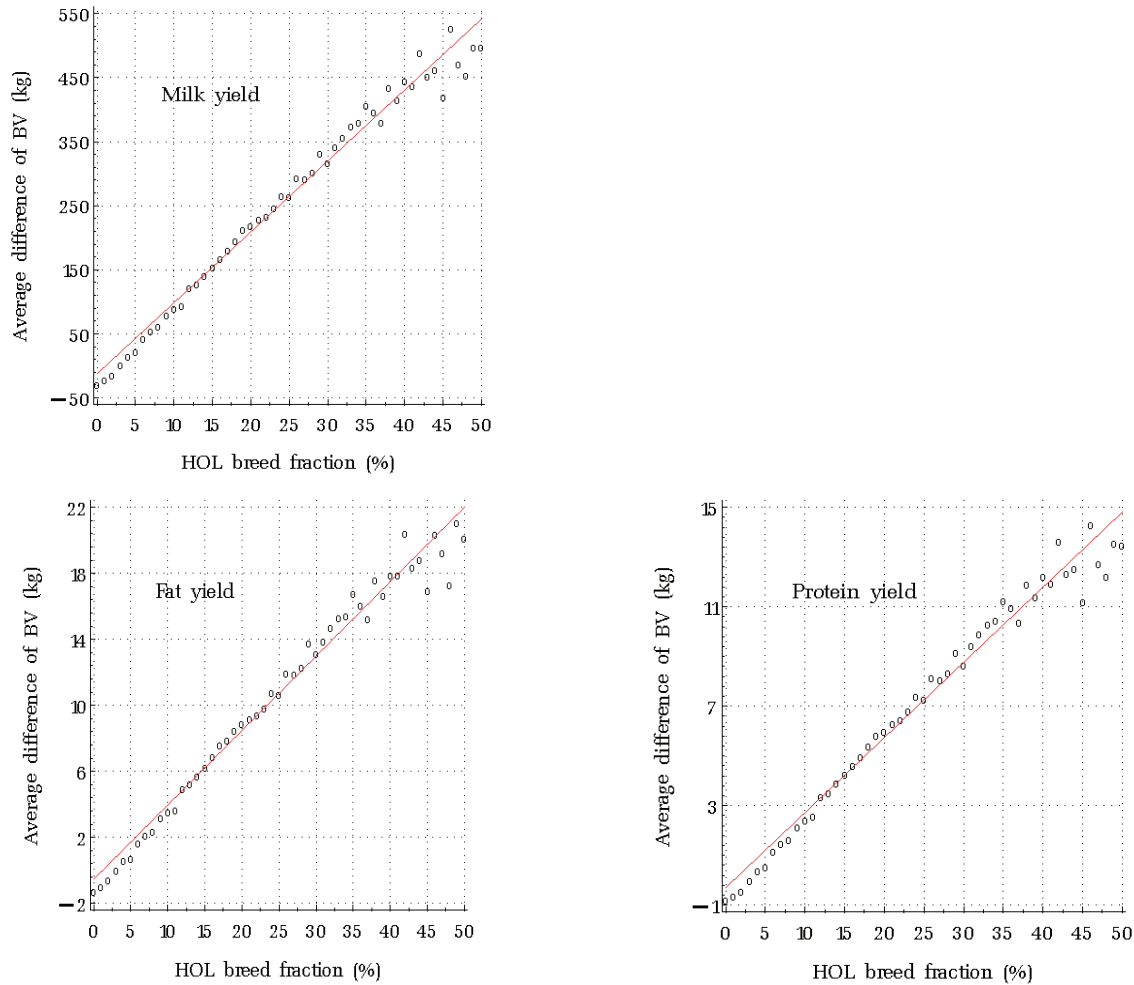 Average difference of BV (kg)
550
450
350
250
150
50
−50
Milk yield
0 5 10 15 20 25 30 35 40 45 50
HOL breed fraction (%)
Average difference of BV (kg)
22
18
14
10
6
2
−2
Fat yield
0 5 10 15 20 25 30 35 40 45 50
HOL breed fraction (%)
Average difference of BV (kg)
15
11
7
3
−1
Protein yield
0 5 10 15 20 25 30 35 40 45 50
HOL breed fraction (%)